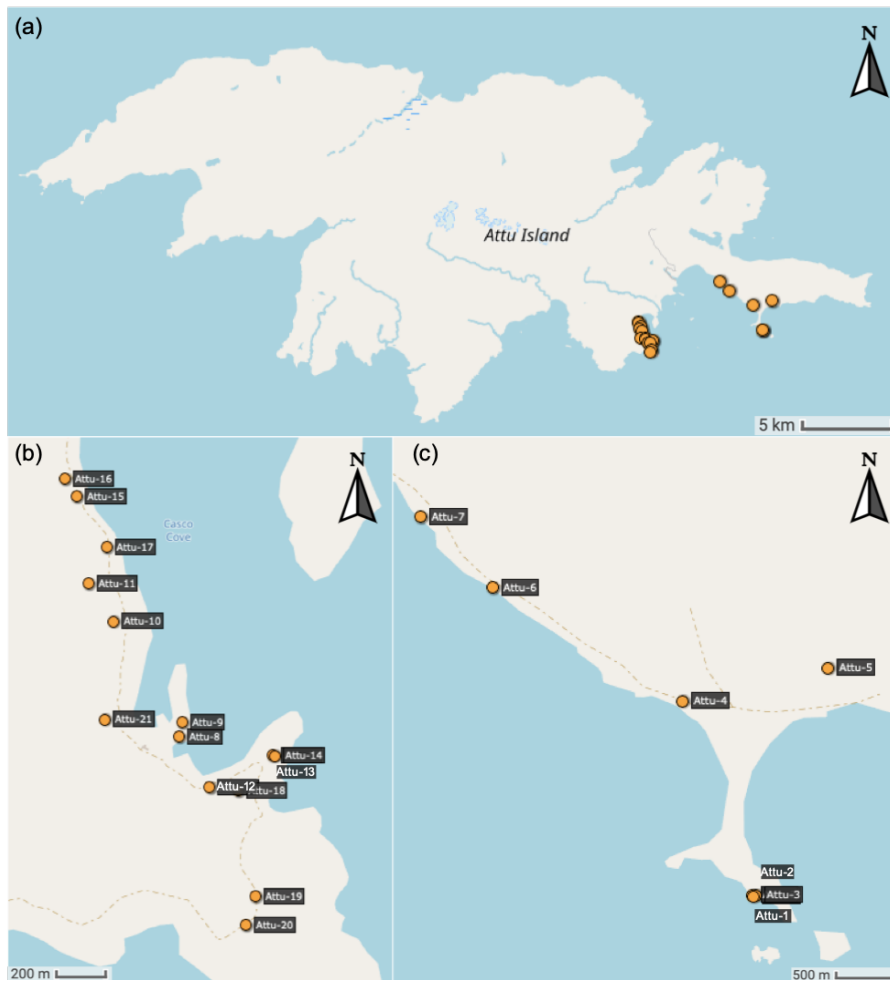 (a)
N
Attu Island
5 km
(b)
N
Attu-16
Attu-15
Casco
Cove
Attu-17
Attu-11
Attu-10
Attu-21
Attu-9
Attu-8
Attu-14
Attu-13
Attu-12
Attu-18
Attu-19
Attu-20
200 m
(c)
N
Attu-7
Attu-6
Attu-5
Attu-4
Attu-2
Attu-3
Attu-1
500 m